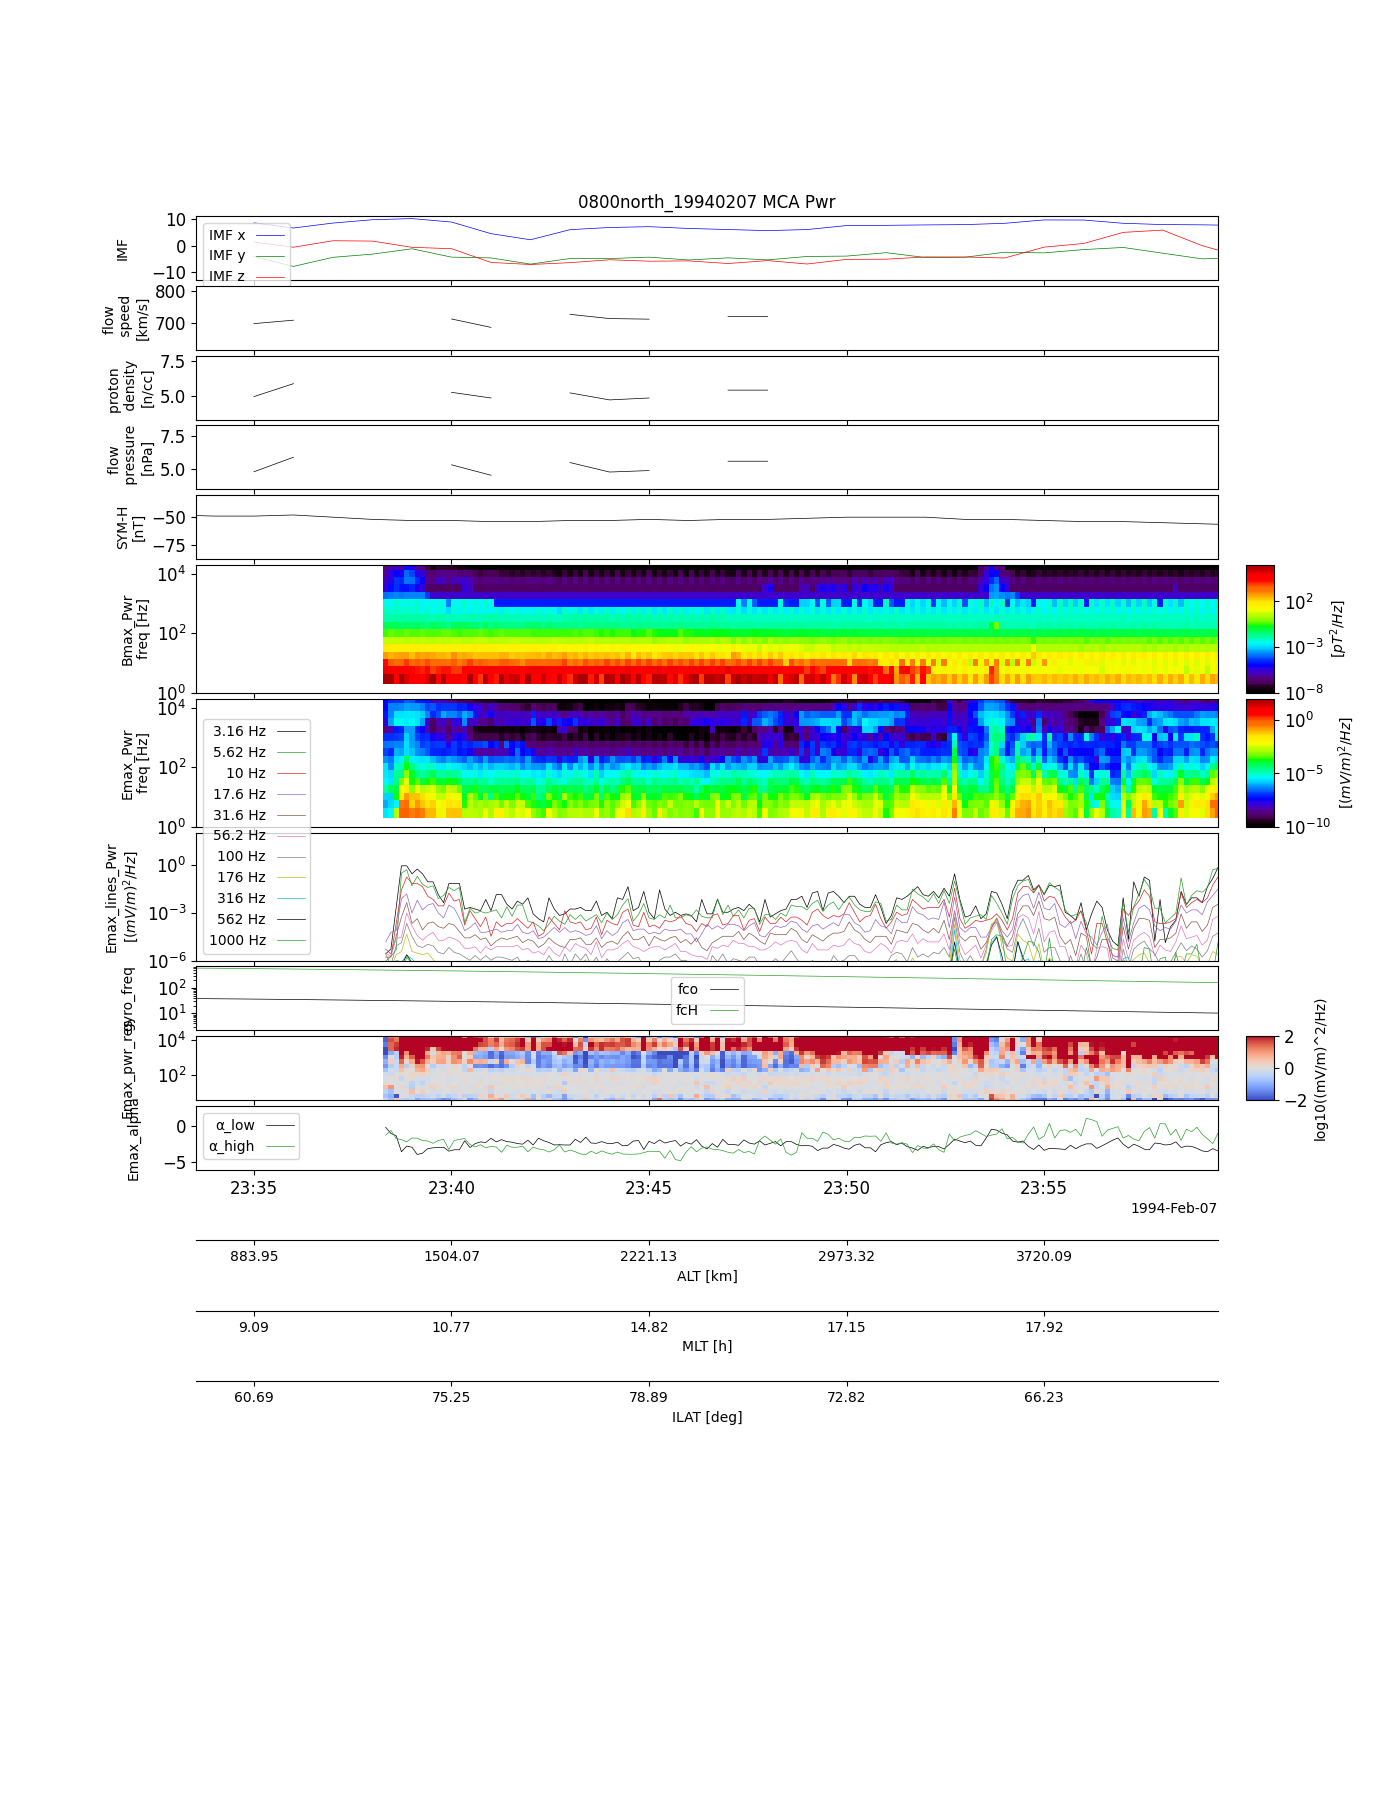 0800north_19940207 MCA Pwr
10
0
−10
IMF
IMF x
IMF y
IMF z
800
700
flow
speed
[km/s]
7.5
5.0
proton
density
[n/cc]
7.5
5.0
flow
pressure
[nPa]
−50
−75
SYM-H
[nT]
10^4
10^2
10^0
Bmax_Pwr
freq [Hz]
10^2
10^−3
10^−8
[pT^2/Hz]
10^4
10^2
10^0
Emax_Pwr
freq [Hz]
10^0
10^−5
10^−10
[(mV/m)^2/Hz]
3.16 Hz
5.62 Hz
10 Hz
17.6 Hz
31.6 Hz
56.2 Hz
100 Hz
176 Hz
316 Hz
562 Hz
1000 Hz
10^0
10^−3
10^−6
Emax_lines_Pwr
[(mV/m)^2/Hz]
10^2
10^1
gyro_freq
fco
fcH
10^4
10^2
Emax_pwr_reg
2
0
−2
log10((mV/m)^2/Hz)
0
−5
Emax_alpha
α_low
α_high
23:35 23:40 23:45 23:50 23:55
1994-Feb-07
883.95 1504.07 2221.13 2973.32 3720.09
ALT [km]
9.09 10.77 14.82 17.15 17.92
MLT [h]
60.69 75.25 78.89 72.82 66.23
ILAT [deg]